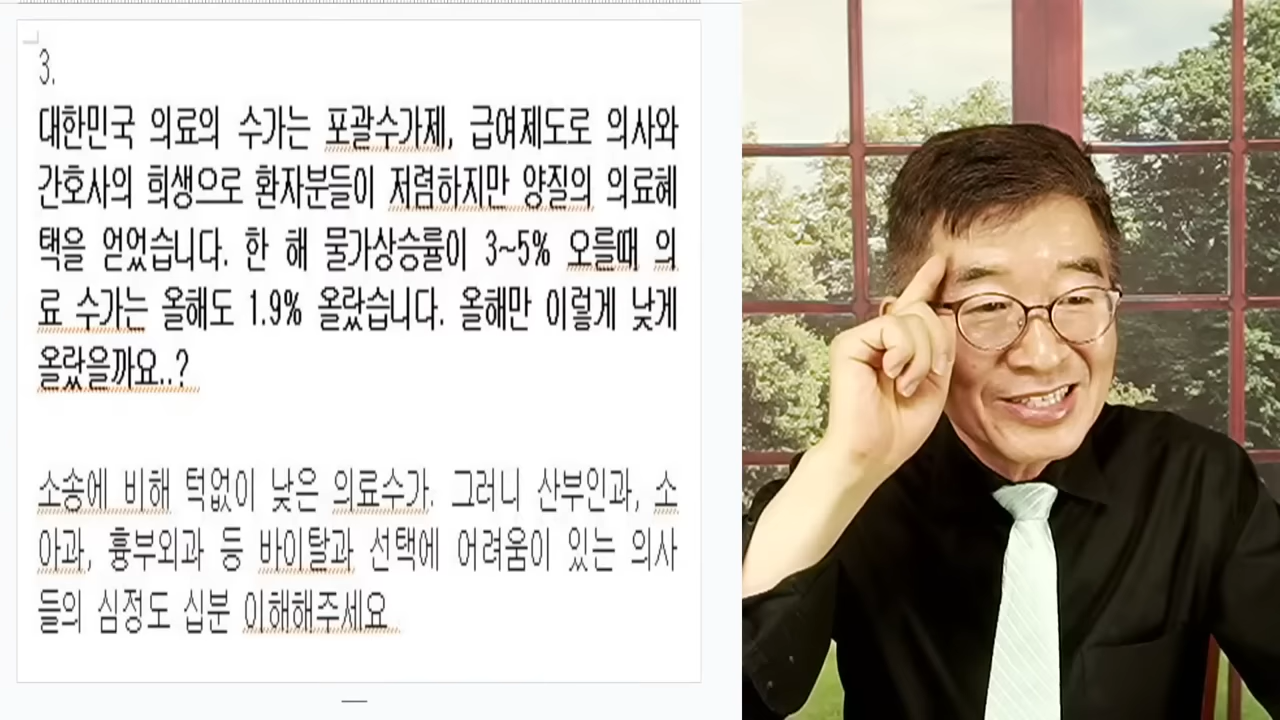 3.
대한민국 의료의 수가는 포괄수가제, 급여제도로 의사와
간호사의 희생으로 환자분들이 저렴하지만 양질의 의료혜
택을 얻었습니다. 한 해 물가상승률이 3~5% 오를때 의
료 수가는 올해도 1.9% 올랐습니다. 올해만 이렇게 낮게
올랐을까요..?
소송에 비해 턱없이 낮은 의료수가. 그러니 산부인과, 소
아과, 흉부외과 등 바이탈과 선택에 어려움이 있는 의사
들의 심정도 십분 이해해주세요